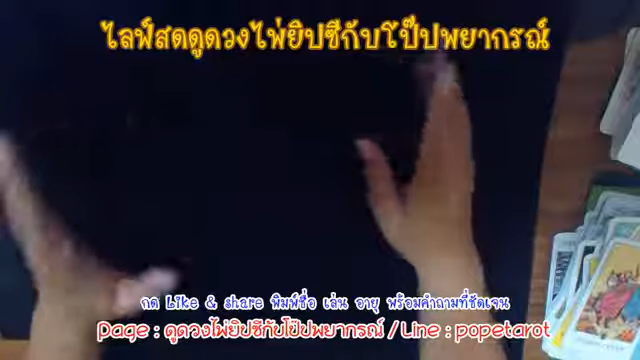 ไลฟ์สดดูดวงไพ่ยิปซีกับโป๊ปพยากรณ์
กด Like & share พิมพ์ชื่อ เล่น อายุ พร้อมคำถามที่ชัดเจน
Page : ดูดวงไพ่ยิปซีกับโป๊ปพยากรณ์ / Line : popetarot